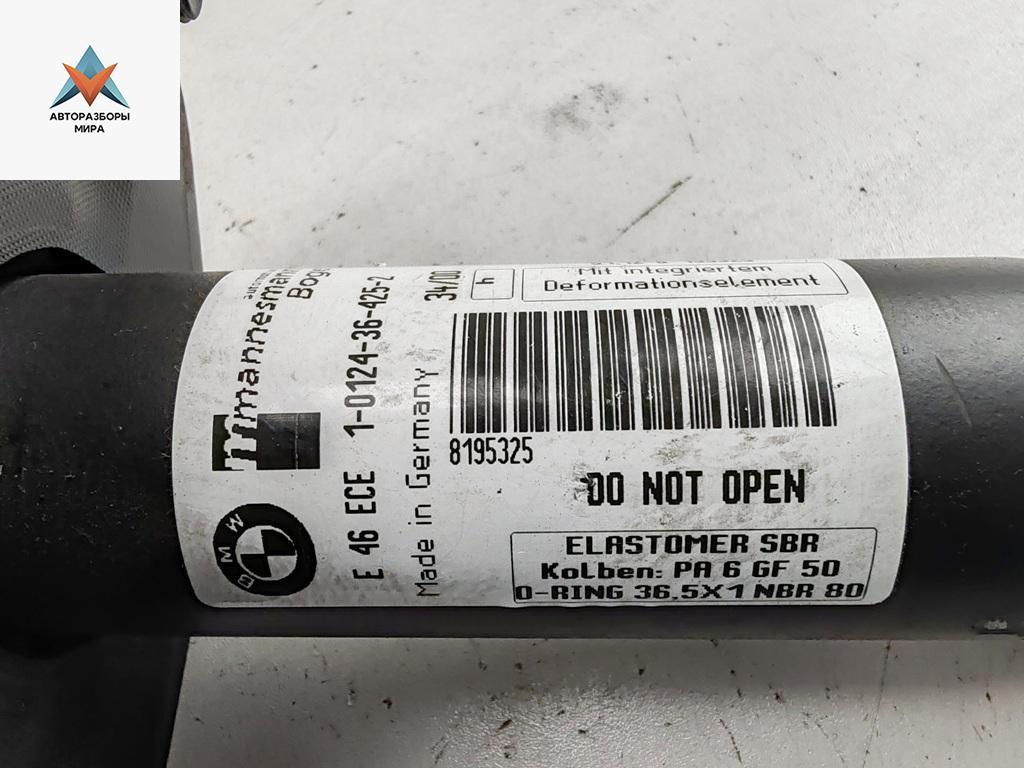 АВТОРАЗБОРЫ
МИРА
mannesmann
Boge
BMW
E 46 ECE 1-0124-36-425-2
Made in Germany 34/00
h
Mit integriertem
Deformationselement
8195325
DO NOT OPEN
ELASTOMER SBR
Kolben: PA 6 GF 50
O-RING 36,5X1 NBR 80